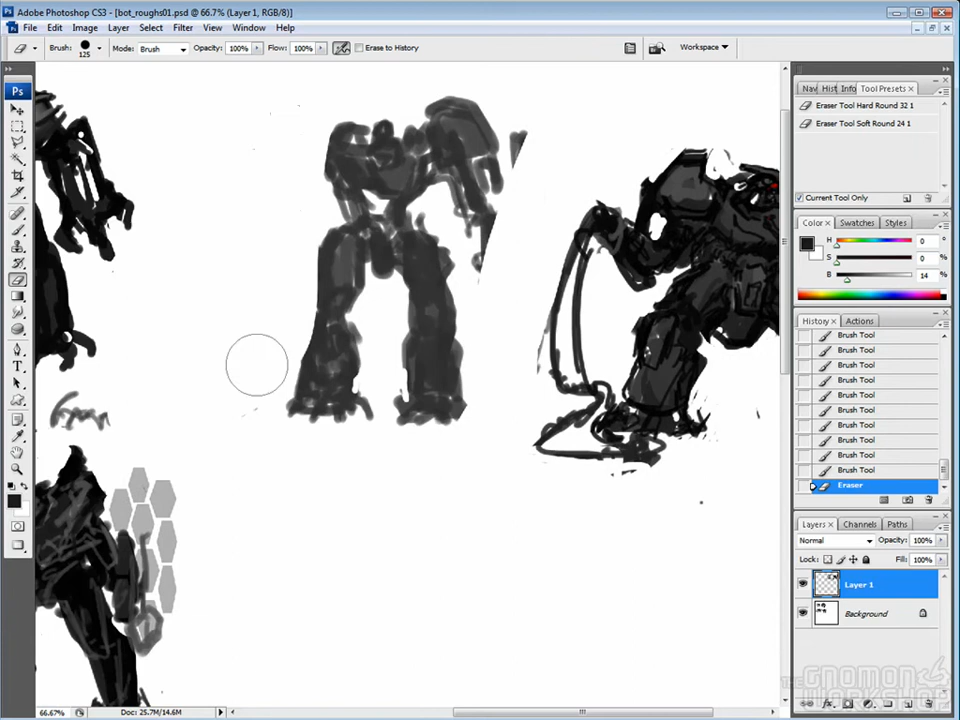 Adobe Photoshop CS3 - [bot_roughs01.psd @ 66.7% (Layer 1, RGB/8)]
File Edit Image Layer Select Filter View Window Help
Brush: 125 Mode: Brush Opacity: 100% Flow: 100% Erase to History Workspace
Ps
Nav Hist Info Tool Presets ×
Eraser Tool Hard Round 32 1
Eraser Tool Soft Round 24 1
Current Tool Only
Color × Swatches Styles
H 0 °
S 0 %
B 14 %
History × Actions
Brush Tool
Brush Tool
Brush Tool
Brush Tool
Brush Tool
Brush Tool
Brush Tool
Brush Tool
Brush Tool
Brush Tool
Eraser
Layers × Channels Paths
Normal Opacity: 100%
Lock: Fill: 100%
Layer 1
Background
THE GNOMON WORKSHOP
66.67% Doc: 25.7M/14.6M